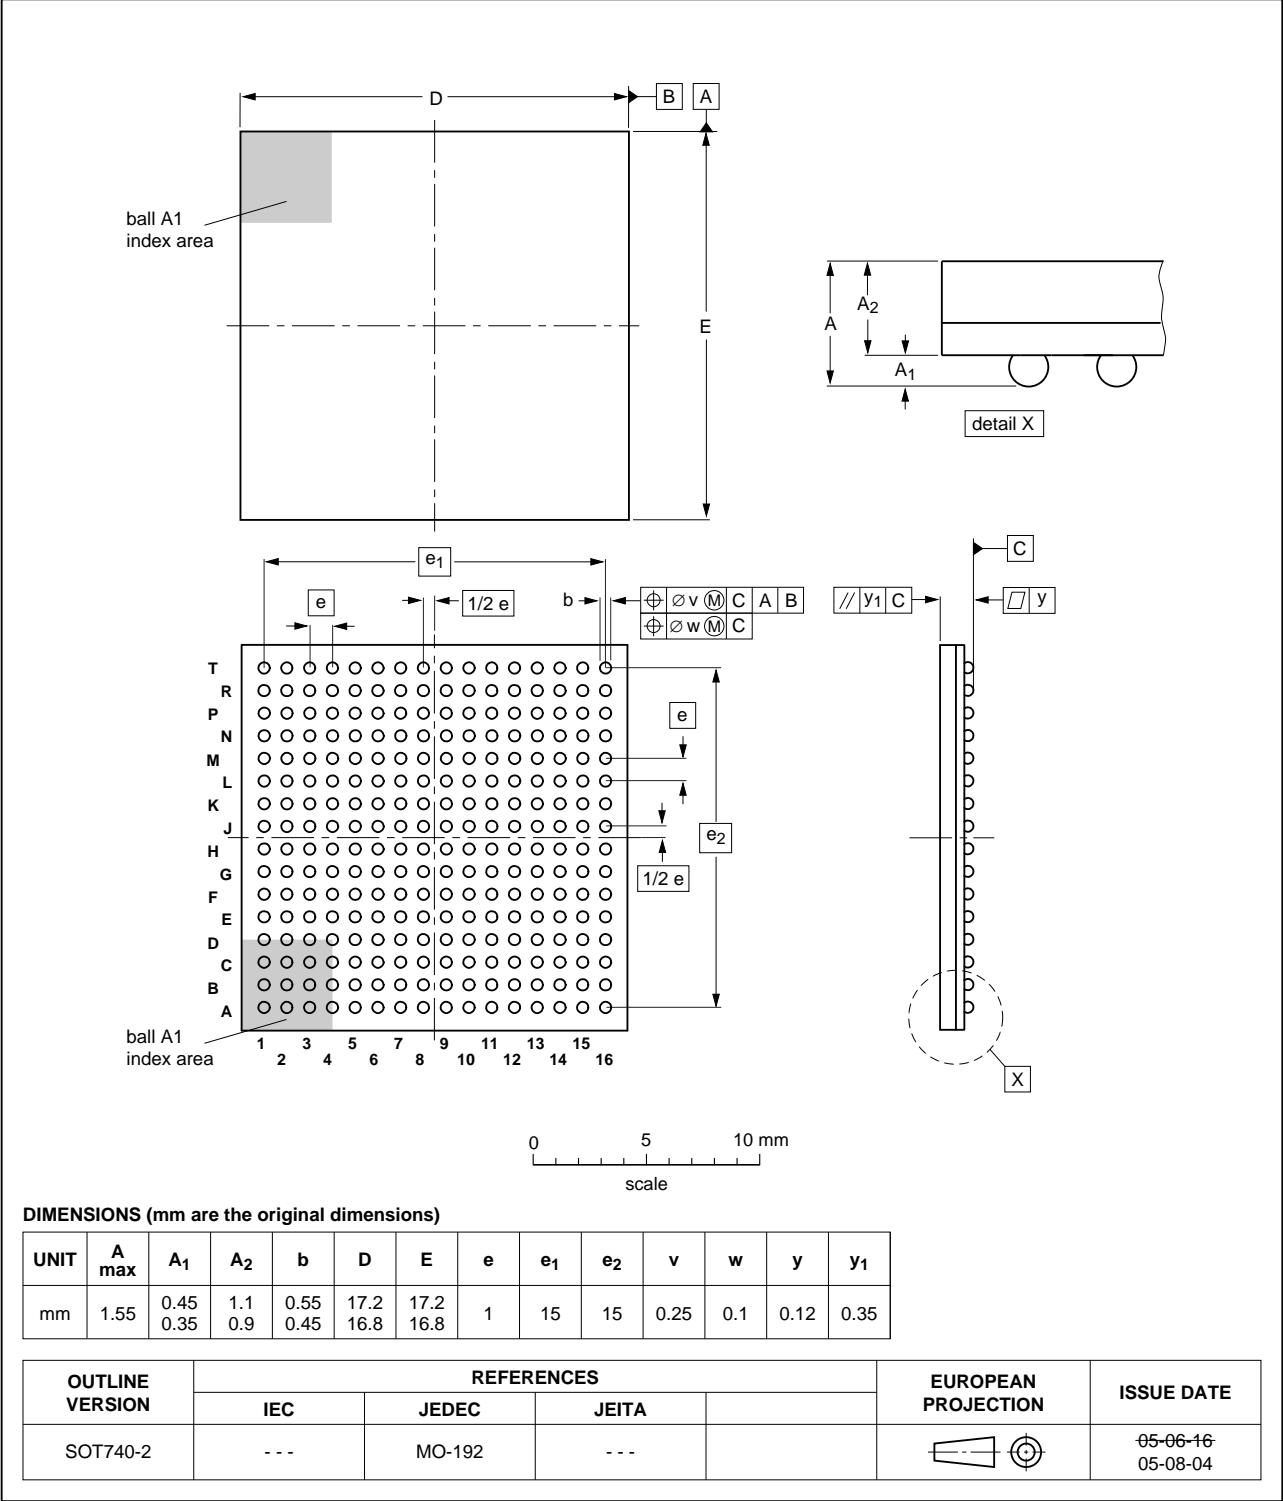 D
B A
ball A1
index area
E
A
A2
A1
detail X
e1
e
1/2 e
b
⌀ v Ⓜ C A B
⌀ w Ⓜ C
// y1 C
C
y
T
R
P
N
M
L
K
J
H
G
F
E
D
C
B
A
e
e2
1/2 e
ball A1
index area
1 3 5 7 9 11 13 15
2 4 6 8 10 12 14 16
X
0 5 10 mm
scale
DIMENSIONS (mm are the original dimensions)
UNIT A max A1 A2 b D E e e1 e2 v w y y1
mm 1.55 0.45 0.35 1.1 0.9 0.55 0.45 17.2 16.8 17.2 16.8 1 15 15 0.25 0.1 0.12 0.35
OUTLINE VERSION REFERENCES EUROPEAN PROJECTION ISSUE DATE
IEC JEDEC JEITA
SOT740-2 - - - MO-192 - - - 05-06-16
05-08-04